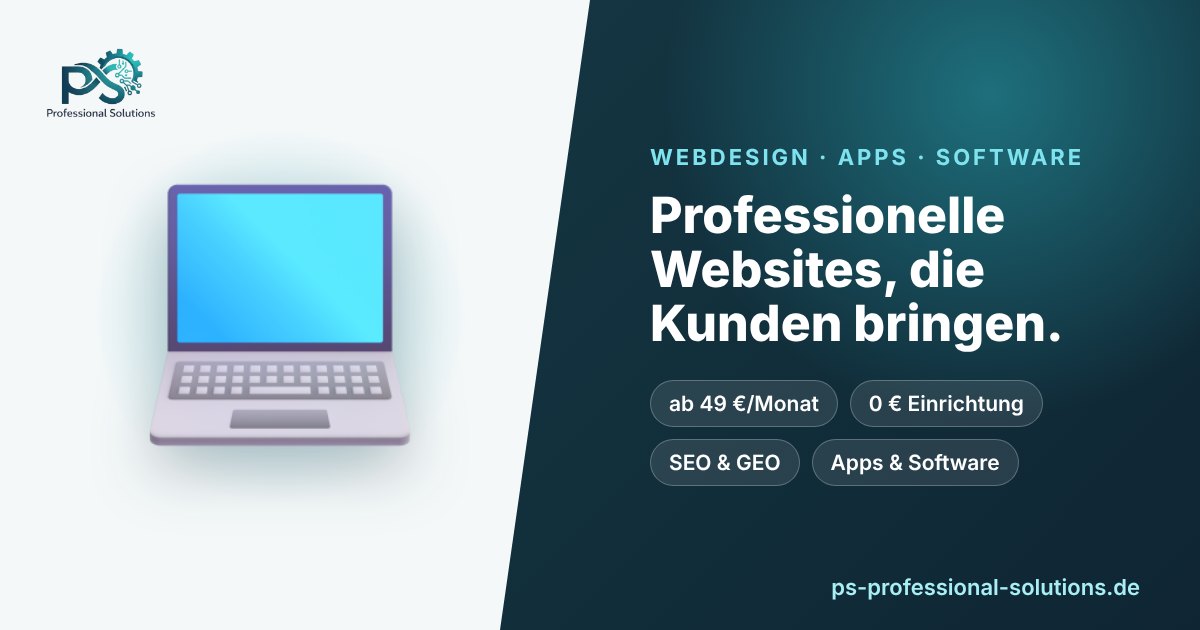 PS
Professional Solutions
WEBDESIGN · APPS · SOFTWARE
Professionelle
Websites, die
Kunden bringen.
ab 49 €/Monat
0 € Einrichtung
SEO & GEO
Apps & Software
ps-professional-solutions.de